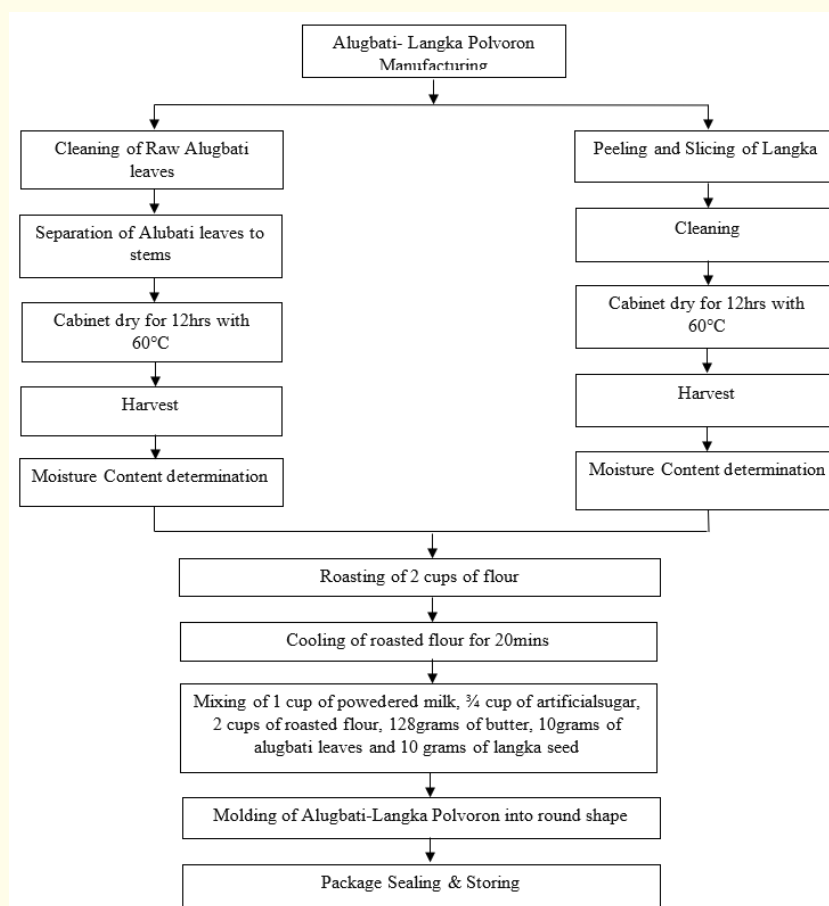 Alugbati- Langka Polvoron
Manufacturing
Cleaning of Raw Alugbati
leaves
Separation of Alubati leaves to
stems
Cabinet dry for 12hrs with
60°C
Harvest
Moisture Content determination
Peeling and Slicing of Langka
Cleaning
Cabinet dry for 12hrs with
60°C
Harvest
Moisture Content determination
Roasting of 2 cups of flour
Cooling of roasted flour for 20mins
Mixing of 1 cup of powedered milk, ¾ cup of artificialsugar,
2 cups of roasted flour, 128grams of butter, 10grams of
alugbati leaves and 10 grams of langka seed
Molding of Alugbati-Langka Polvoron into round shape
Package Sealing & Storing